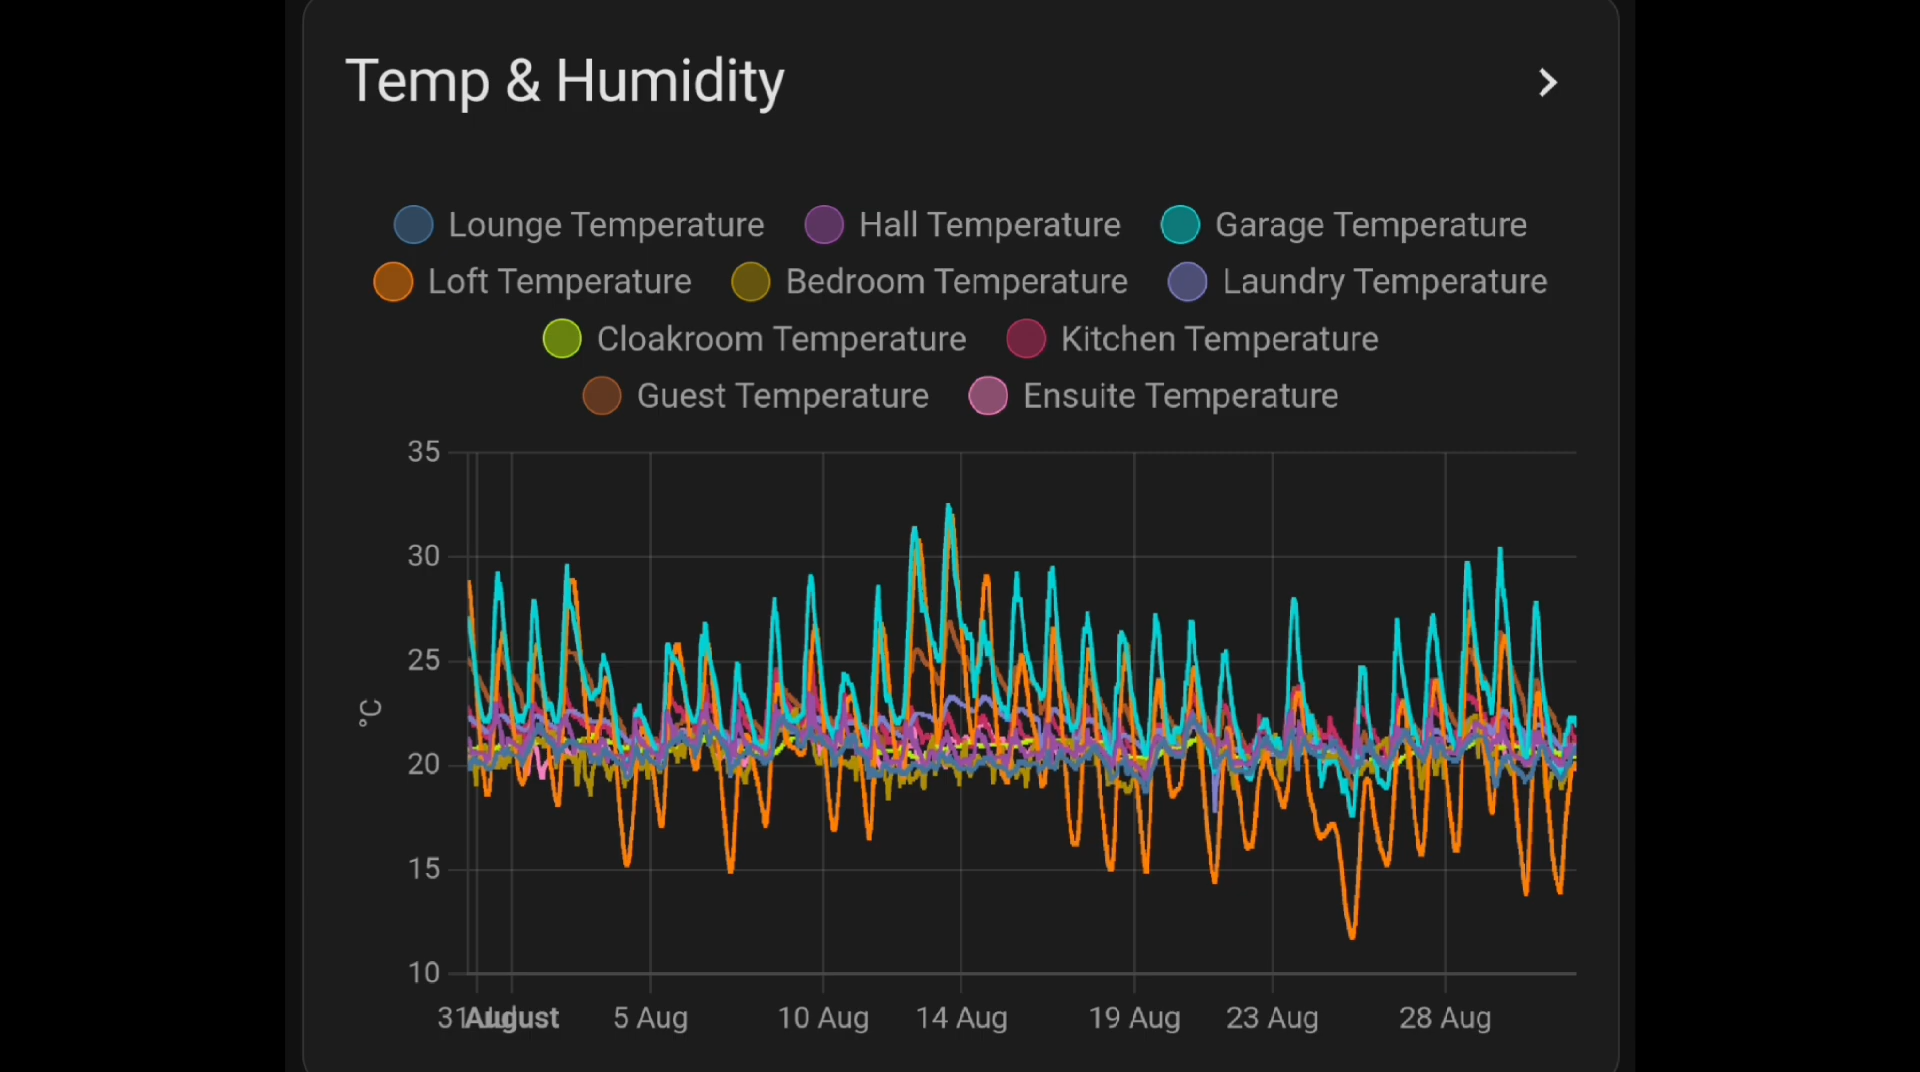 Temp & Humidity
Lounge Temperature Hall Temperature Garage Temperature
Loft Temperature Bedroom Temperature Laundry Temperature
Cloakroom Temperature Kitchen Temperature
Guest Temperature Ensuite Temperature
35
30
25
°C
20
15
10
31 August 5 Aug 10 Aug 14 Aug 19 Aug 23 Aug 28 Aug